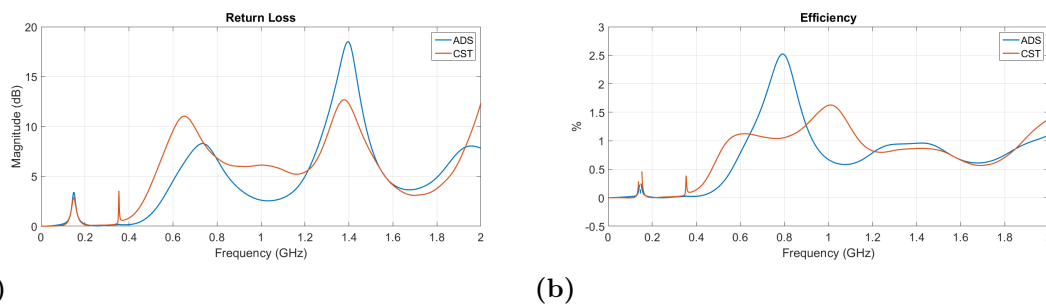 Return Loss
20
15
10
5
0
Magnitude (dB)
ADS
CST
0 0.2 0.4 0.6 0.8 1 1.2 1.4 1.6 1.8 2
Frequency (GHz)
)
Efficiency
3
2.5
2
1.5
1
0.5
0
-0.5
%
ADS
CST
0 0.2 0.4 0.6 0.8 1 1.2 1.4 1.6 1.8 2
Frequency (GHz)
(b)